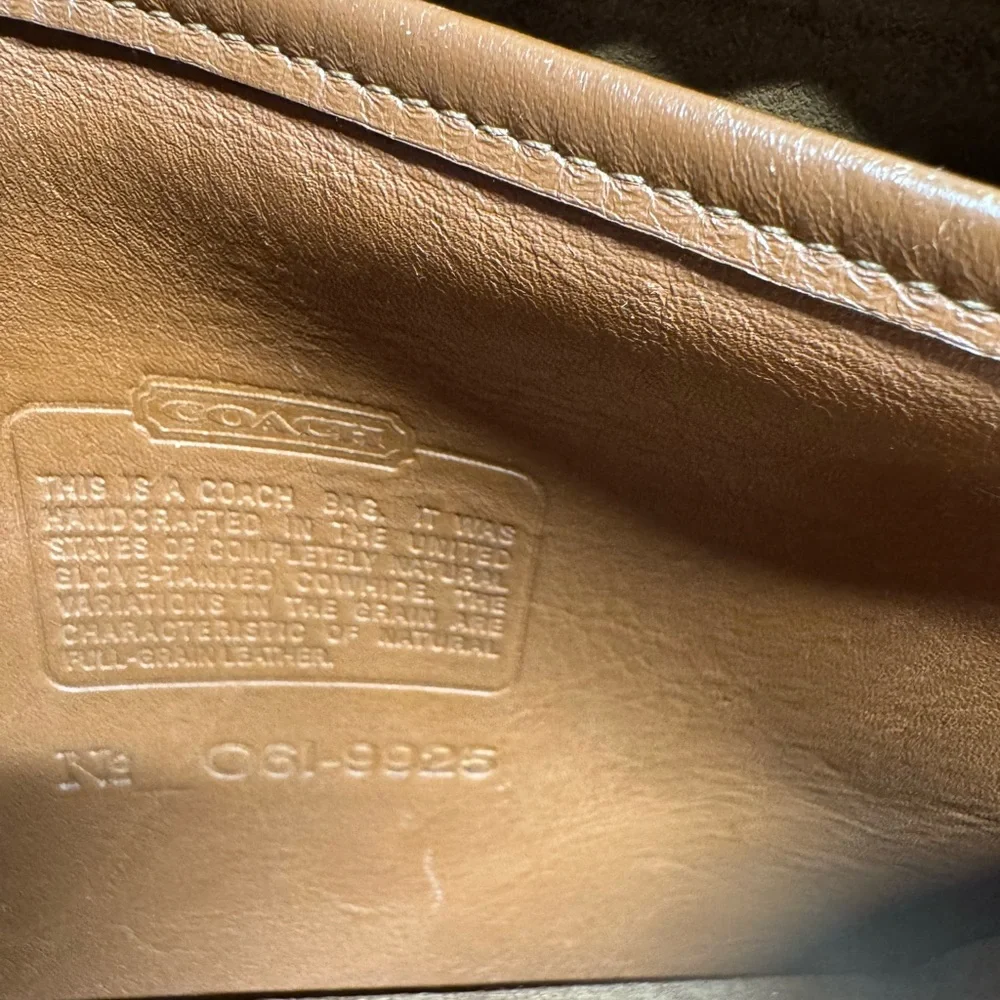 COACH
THIS IS A COACH BAG. IT WAS
HANDCRAFTED IN THE UNITED
STATES OF COMPLETELY NATURAL
GLOVE-TANNED COWHIDE. THE
VARIATIONS IN THE GRAIN ARE
CHARACTERISTIC OF NATURAL
FULL-GRAIN LEATHER.
№ 061-9925